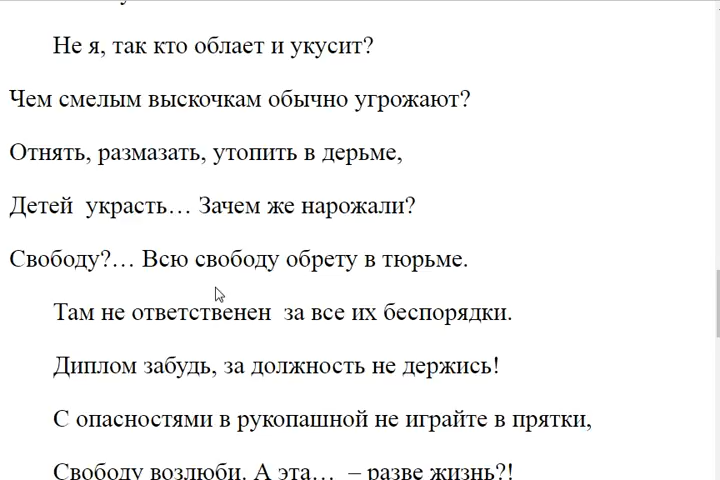 Не я, так кто облает и укусит?
Чем смелым выскочкам обычно угрожают?
Отнять, размазать, утопить в дерьме,
Детей  украсть… Зачем же нарожали?
Свободу?… Всю свободу обрету в тюрьме.
Там не ответственен  за все их беспорядки.
Диплом забудь, за должность не держись!
С опасностями в рукопашной не играйте в прятки,
Свободу возлюби. А эта…  – разве жизнь?!